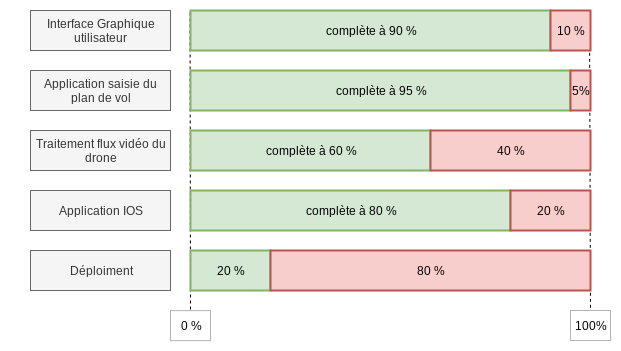 Interface Graphique
utilisateur
complète à 90 %
10 %
Application saisie du
plan de vol
complète à 95 %
5%
Traitement flux vidéo du
drone
complète à 60 %
40 %
Application IOS
complète à 80 %
20 %
Déploiment
20 %
80 %
0 %
100%